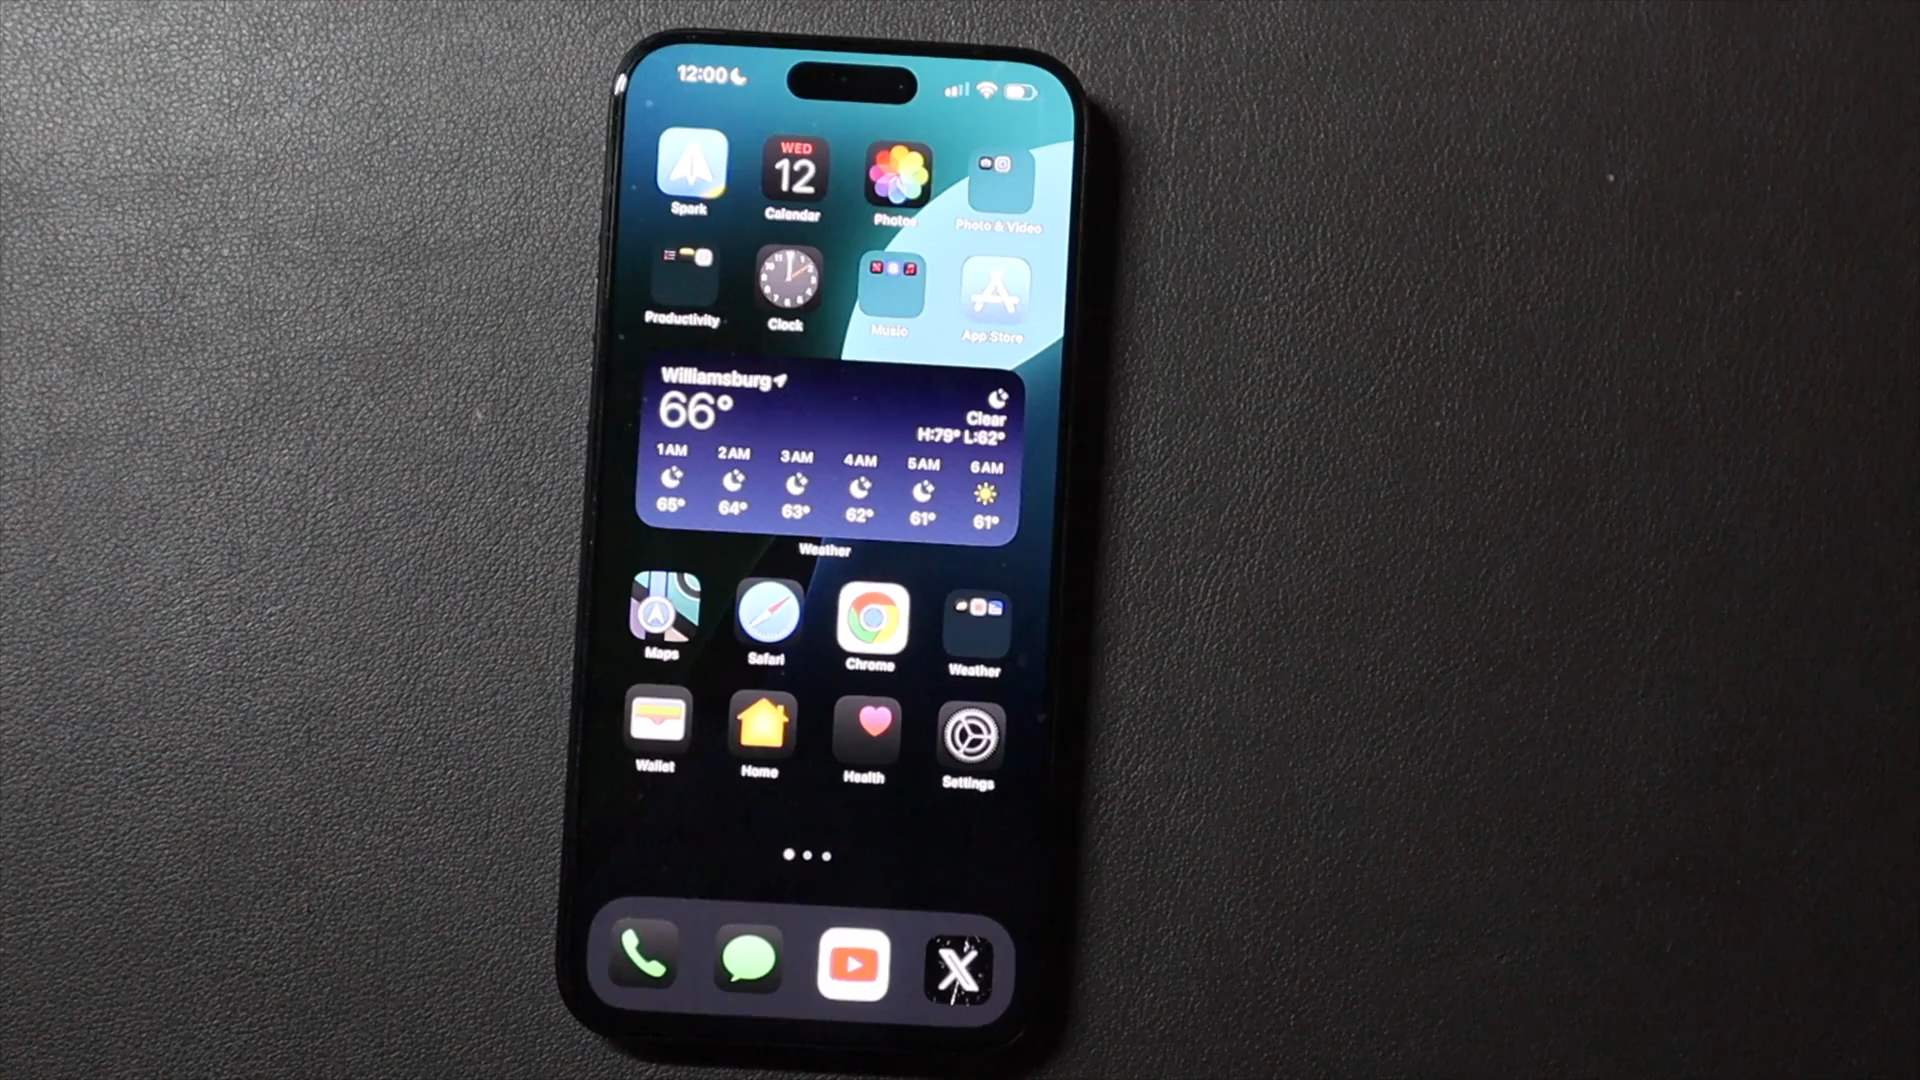 12:00
WED
12
Spark
Calendar
Photos
Photo & Video
Productivity
Clock
Music
App Store
Williamsburg
66°
Clear
H:79° L:62°
1AM 2AM 3AM 4AM 5AM 6AM
65° 64° 63° 62° 61° 61°
Weather
Maps
Safari
Chrome
Weather
Wallet
Home
Health
Settings
X